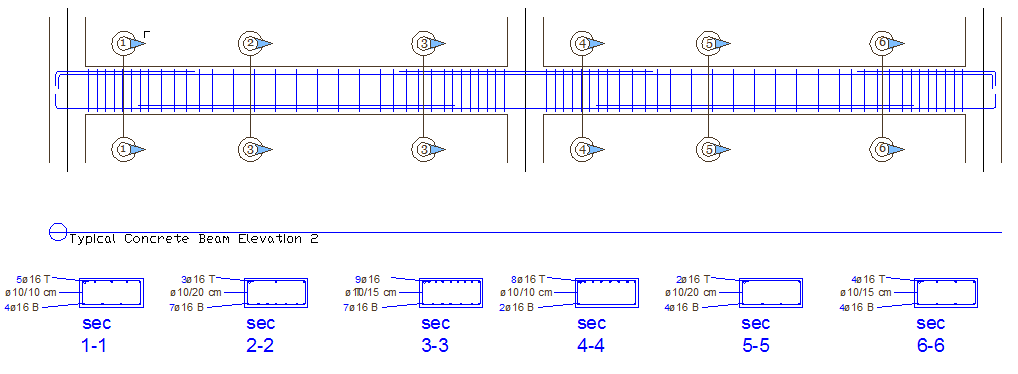 1 2 3 4 5 6
1 3 3 4 5 6
Typical Concrete Beam Elevation 2
5ø16 T 3ø16 T 9ø16 8ø16 T 2ø16 T 4ø16 T
ø10/10 cm ø10/20 cm ø10/15 cm ø10/10 cm ø10/20 cm ø10/15 cm
4ø16 B 7ø16 B 7ø16 B 2ø16 B 4ø16 B 4ø16 B
sec sec sec sec sec sec
1-1 2-2 3-3 4-4 5-5 6-6